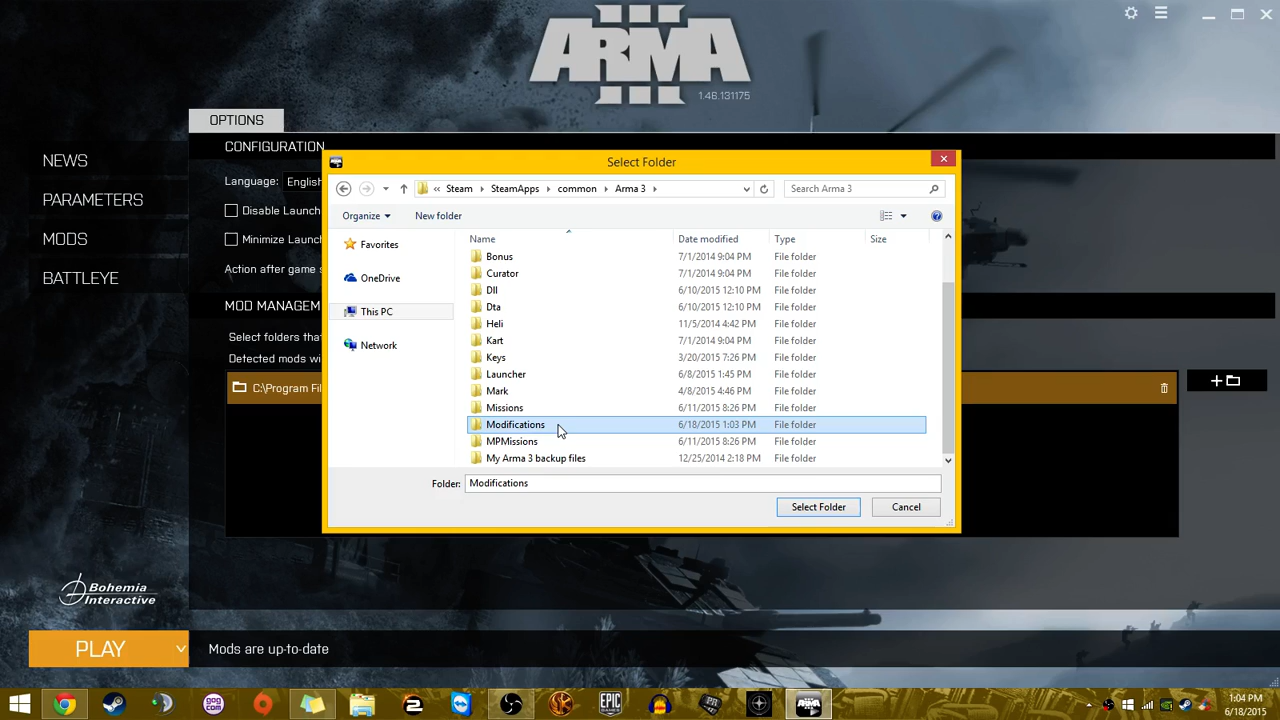 ARMA III
1.46.131175
OPTIONS
NEWS
PARAMETERS
MODS
BATTLEYE
CONFIGURATION
Language: English
Disable Launch
Minimize Launch
Action after game s
MOD MANAGEM
Select folders tha
Detected mods wi
C:\Program Fil
Select Folder
« Steam SteamApps common Arma 3
Search Arma 3
Organize New folder
Favorites
OneDrive
This PC
Network
Name Date modified Type Size
Bonus 7/1/2014 9:04 PM File folder
Curator 7/1/2014 9:04 PM File folder
Dll 6/10/2015 12:10 PM File folder
Dta 6/10/2015 12:10 PM File folder
Heli 11/5/2014 4:42 PM File folder
Kart 7/1/2014 9:04 PM File folder
Keys 3/20/2015 7:26 PM File folder
Launcher 6/8/2015 1:45 PM File folder
Mark 4/8/2015 4:46 PM File folder
Missions 6/11/2015 8:26 PM File folder
Modifications 6/18/2015 1:03 PM File folder
MPMissions 6/11/2015 8:26 PM File folder
My Arma 3 backup files 12/25/2014 2:18 PM File folder
Folder: Modifications
Select Folder Cancel
Bohemia
Interactive
PLAY
Mods are up-to-date
gog
com
2
EPIC
GAMES
1:04 PM
6/18/2015